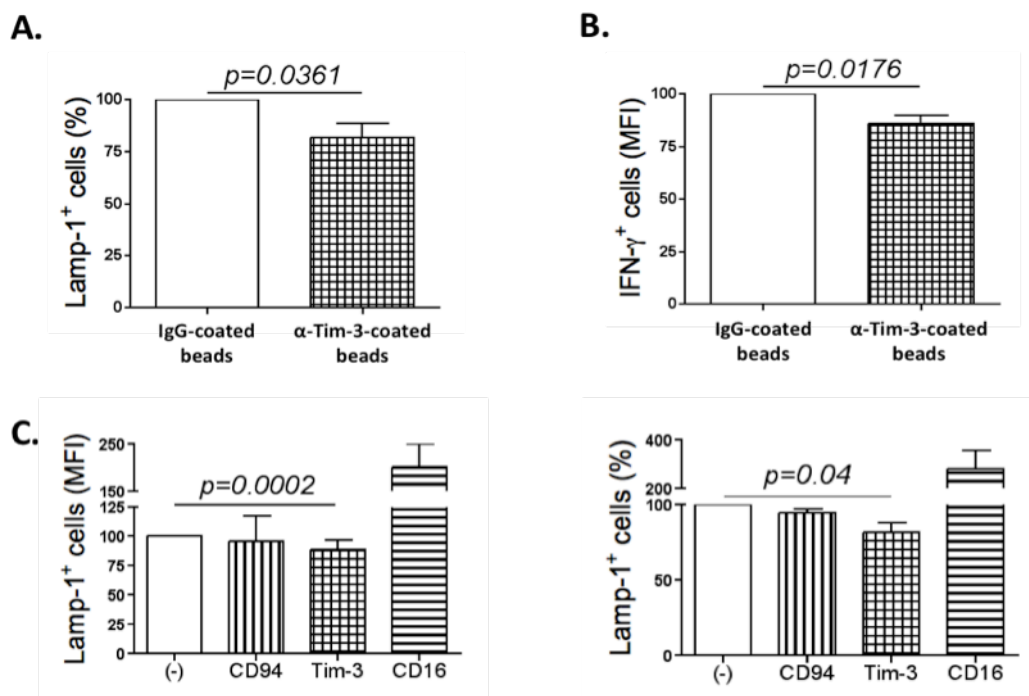 A.
p=0.0361
Lamp-1+ cells (%)
100
75
50
25
0
IgG-coated beads
α-Tim-3-coated beads
B.
p=0.0176
IFN-γ+ cells (MFI)
100
75
50
25
0
IgG-coated beads
α-Tim-3-coated beads
C.
Lamp-1+ cells (MFI)
250
150
125
100
75
50
25
0
p=0.0002
(-)
CD94
Tim-3
CD16
Lamp-1+ cells (%)
400
200
100
50
0
p=0.04
(-)
CD94
Tim-3
CD16